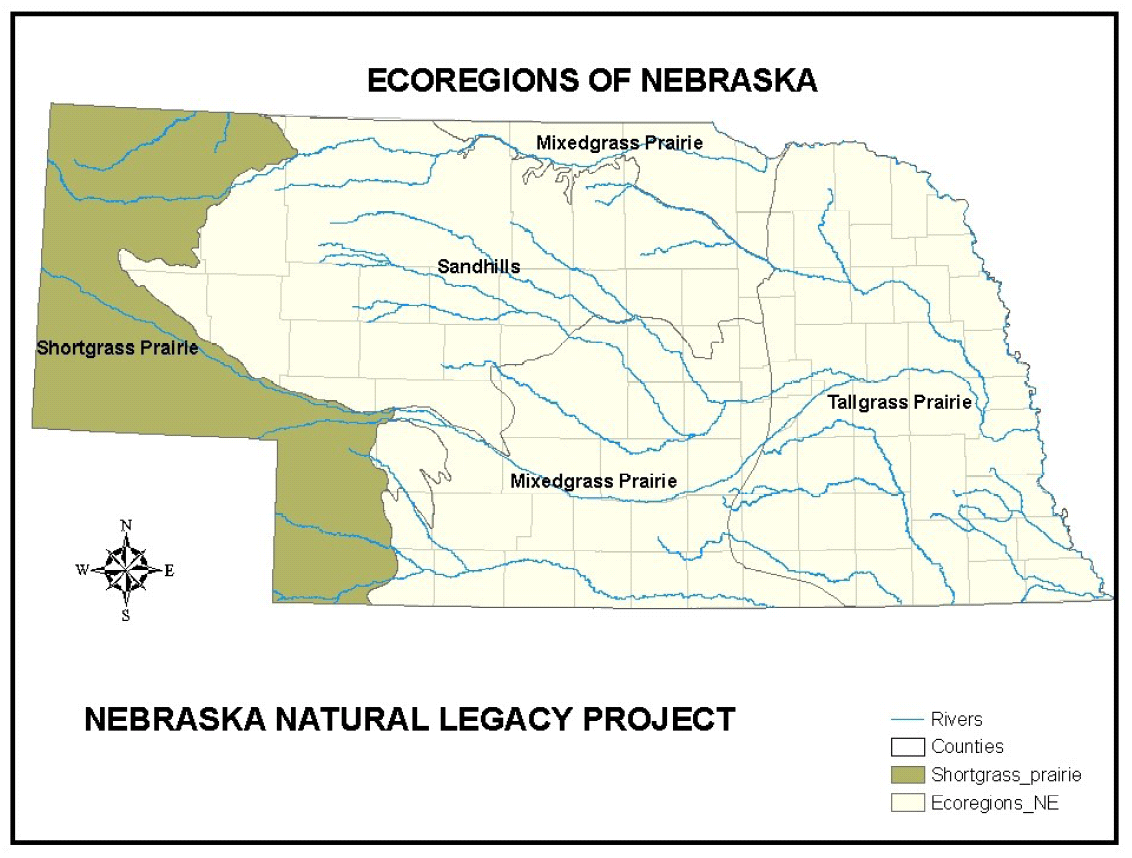 ECOREGIONS OF NEBRASKA
Mixedgrass Prairie
Sandhills
Shortgrass Prairie
Tallgrass Prairie
Mixedgrass Prairie
N
W E
S
NEBRASKA NATURAL LEGACY PROJECT
Rivers
Counties
Shortgrass_prairie
Ecoregions_NE